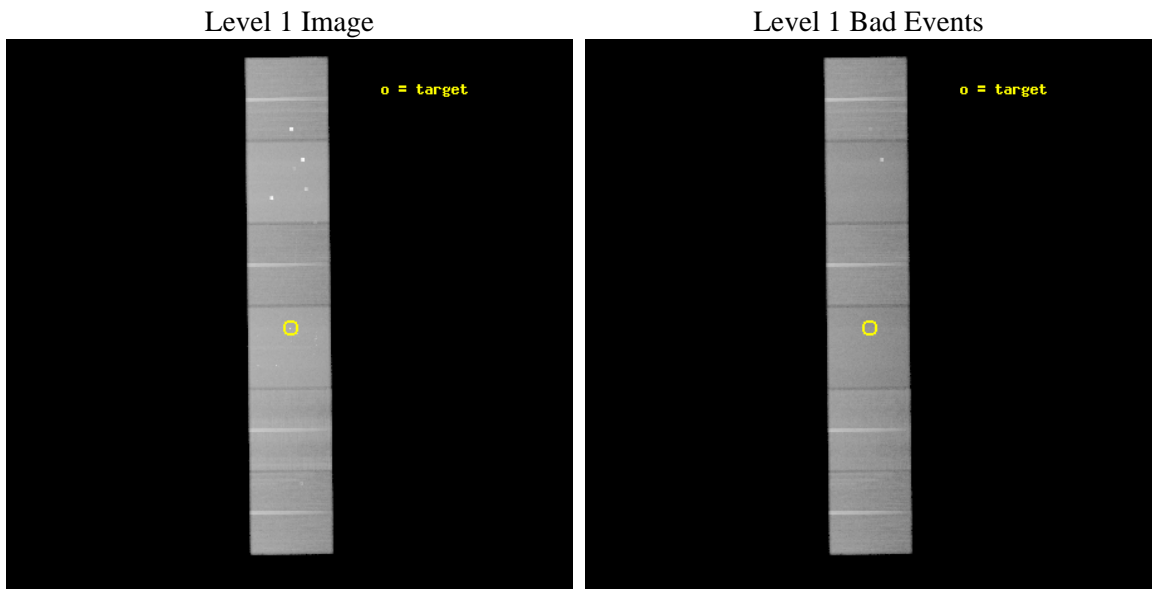 Level 1 Image
Level 1 Bad Events
o = target
o = target